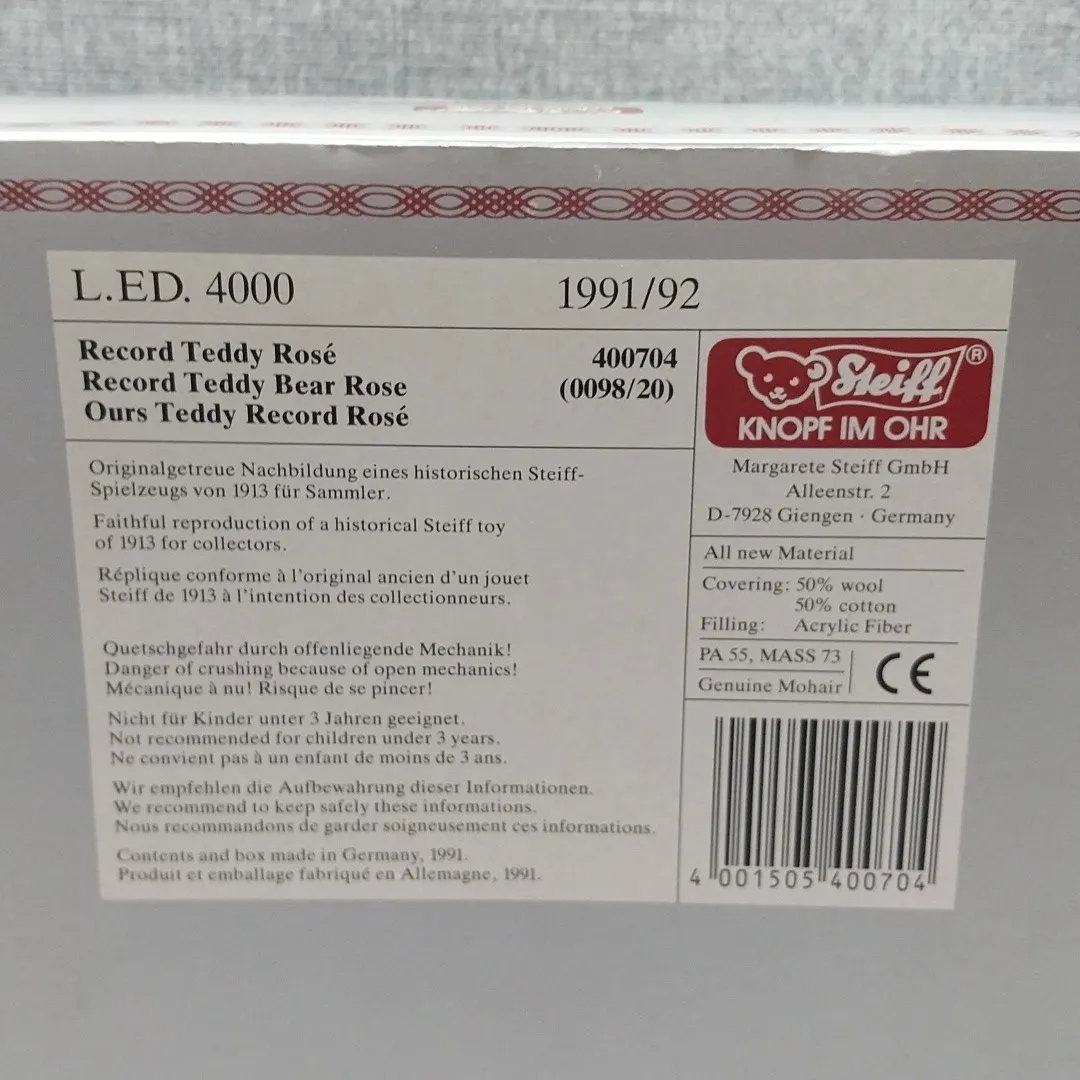 L.ED. 4000 1991/92
Record Teddy Rosé 400704
Record Teddy Bear Rose (0098/20)
Ours Teddy Record Rosé
Originalgetreue Nachbildung eines historischen Steiff-
Spielzeugs von 1913 für Sammler.
Faithful reproduction of a historical Steiff toy
of 1913 for collectors.
Réplique conforme à l'original ancien d'un jouet
Steiff de 1913 à l'intention des collectionneurs.
Quetschgefahr durch offenliegende Mechanik!
Danger of crushing because of open mechanics!
Mécanique à nu! Risque de se pincer!
Nicht für Kinder unter 3 Jahren geeignet.
Not recommended for children under 3 years.
Ne convient pas à un enfant de moins de 3 ans.
Wir empfehlen die Aufbewahrung dieser Informationen.
We recommend to keep safely these informations.
Nous recommandons de garder soigneusement ces informations.
Contents and box made in Germany, 1991.
Produit et emballage fabriqué en Allemagne, 1991.
Steiff®
KNOPF IM OHR
Margarete Steiff GmbH
Alleenstr. 2
D-7928 Giengen · Germany
All new Material
Covering: 50% wool
50% cotton
Filling: Acrylic Fiber
PA 55, MASS 73
Genuine Mohair
CE
4 001505 400704